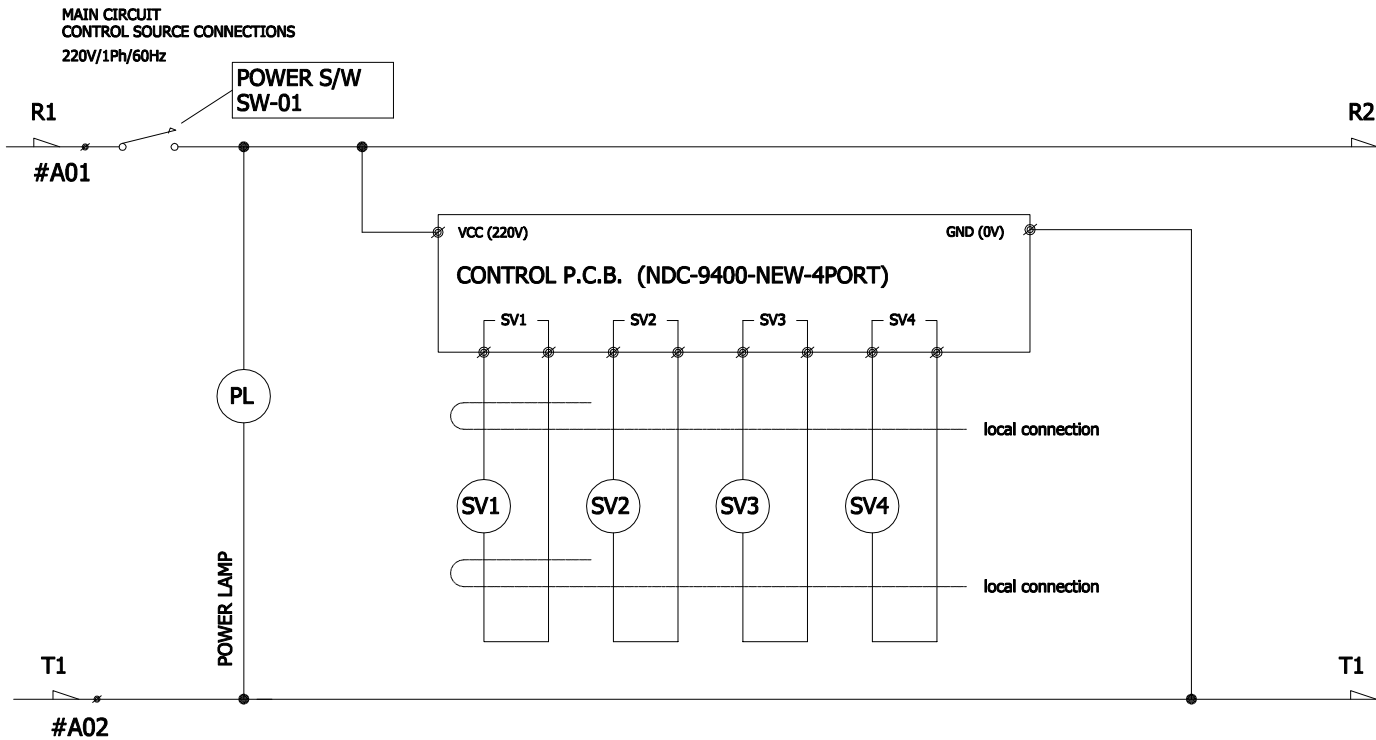 MAIN CIRCUIT
CONTROL SOURCE CONNECTIONS
220V/1Ph/60Hz
POWER S/W
SW-01
R1
R2
#A01
VCC (220V)
GND (0V)
CONTROL P.C.B. (NDC-9400-NEW-4PORT)
SV1
SV2
SV3
SV4
PL
local connection
SV1
SV2
SV3
SV4
POWER LAMP
local connection
T1
T1
#A02